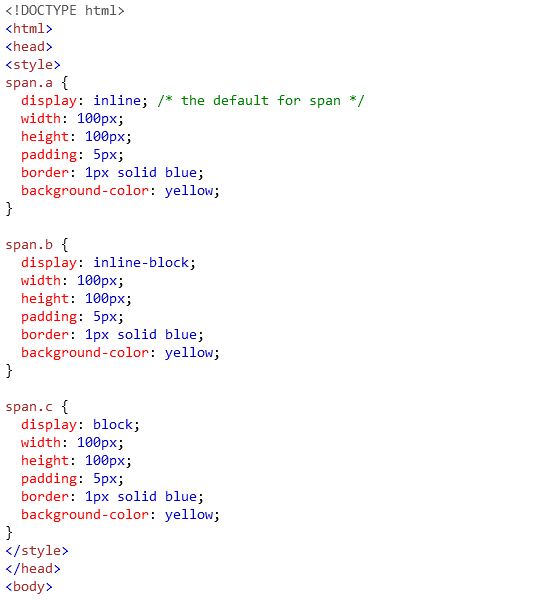 <!DOCTYPE html>
<html>
<head>
<style>
span.a {
  display: inline; /* the default for span */
  width: 100px;
  height: 100px;
  padding: 5px;
  border: 1px solid blue;
  background-color: yellow;
}

span.b {
  display: inline-block;
  width: 100px;
  height: 100px;
  padding: 5px;
  border: 1px solid blue;
  background-color: yellow;
}

span.c {
  display: block;
  width: 100px;
  height: 100px;
  padding: 5px;
  border: 1px solid blue;
  background-color: yellow;
}
</style>
</head>
<body>